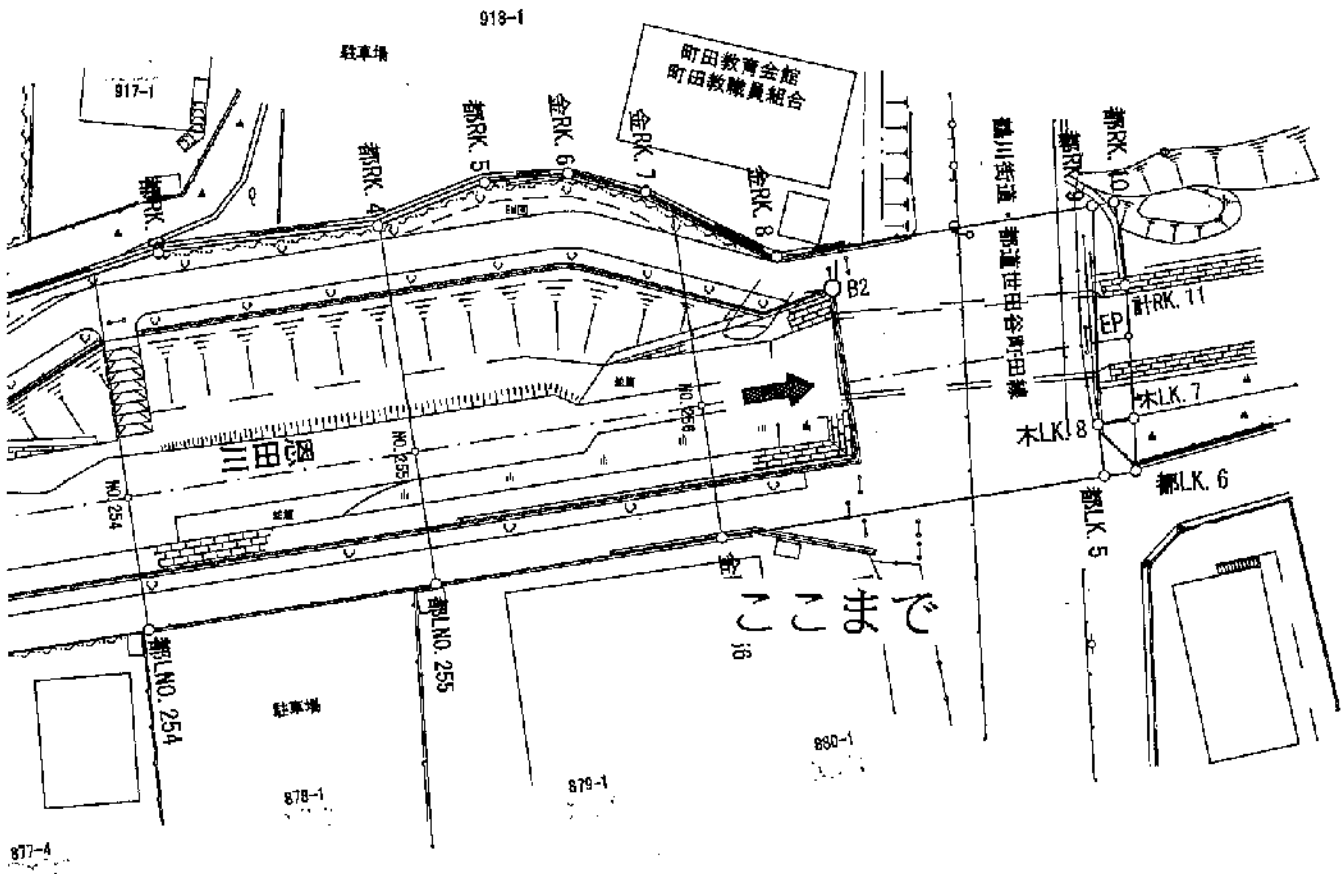 918-1
駐車場
917-1
町田教育会館
町田教職員組合
都RK.
都RK. 4
都RK. 5
金RK. 6
金RK. 7
金RK. 8
鶴川街道・都道世田谷町田線
都RK. 9
都RK. 10
B2
計RK. 11
EP
木LK. 7
木LK. 8
都LK. 6
都LK. 5
恩田川
NO. 254
NO. 255
NO. 256
ここまで
都LNO. 254
都LNO. 255
駐車場
878-1
879-1
880-1
877-4